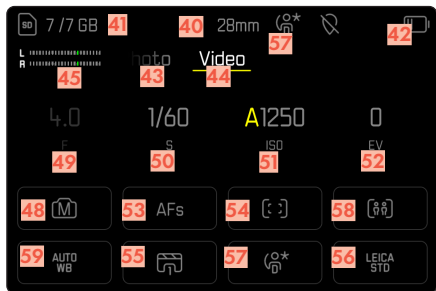 SD 7 /7 GB 41 40 28mm 57 42
L
R
45 43 hoto 44 Video
4.0 1/60 A1250 0
F S ISO EV
49 50 51 52
48 M 53 AFs 54 58
59 AUTO WB 55 57 56 LEICA STD